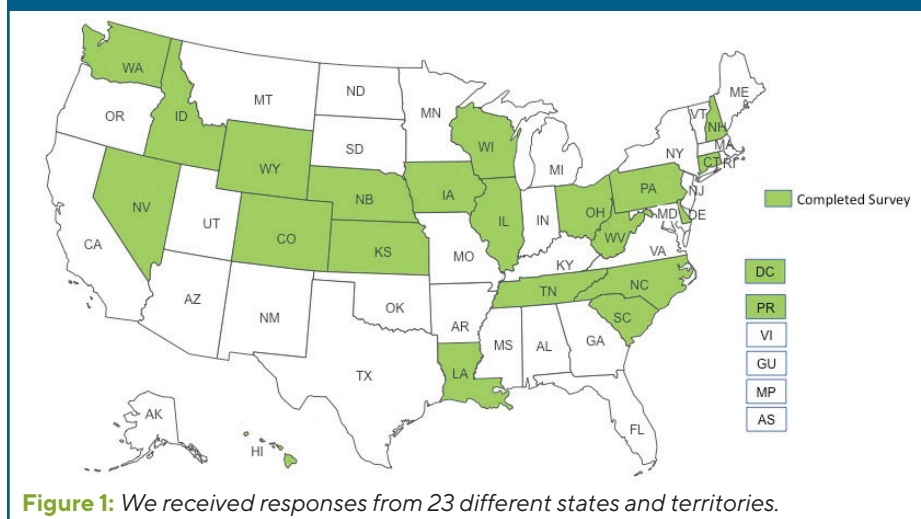 WA
MT
ND
MN
ME
OR
ID
SD
WI
MI
VT
NH
MA
NY
CT
RI
WY
NB
IA
PA
NJ
NV
UT
CO
IL
IN
OH
MD
DE
WV
VA
Completed Survey
CA
KS
MO
KY
DC
AZ
NM
OK
TN
NC
PR
AR
SC
VI
TX
LA
MS
AL
GA
GU
MP
AK
HI
FL
AS
Figure 1: We received responses from 23 different states and territories.